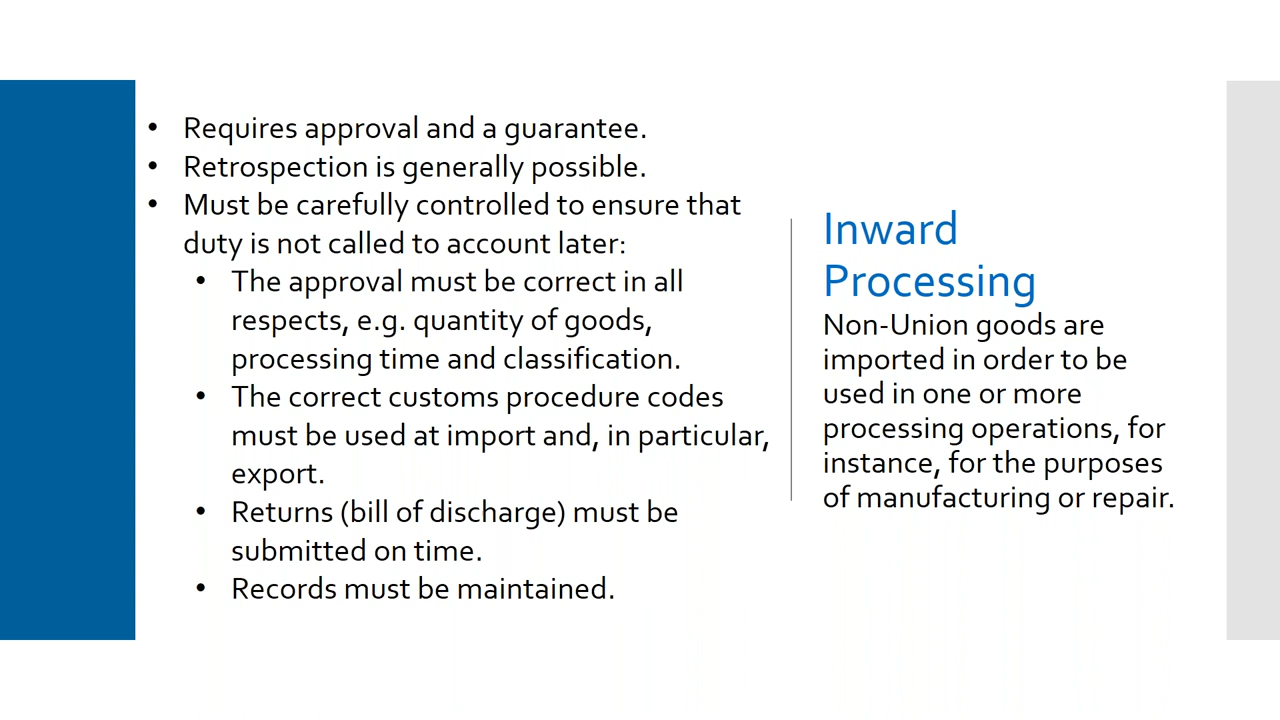 • Requires approval and a guarantee.
• Retrospection is generally possible.
• Must be carefully controlled to ensure that
duty is not called to account later:
• The approval must be correct in all
respects, e.g. quantity of goods,
processing time and classification.
• The correct customs procedure codes
must be used at import and, in particular,
export.
• Returns (bill of discharge) must be
submitted on time.
• Records must be maintained.
Inward
Processing
Non-Union goods are
imported in order to be
used in one or more
processing operations, for
instance, for the purposes
of manufacturing or repair.